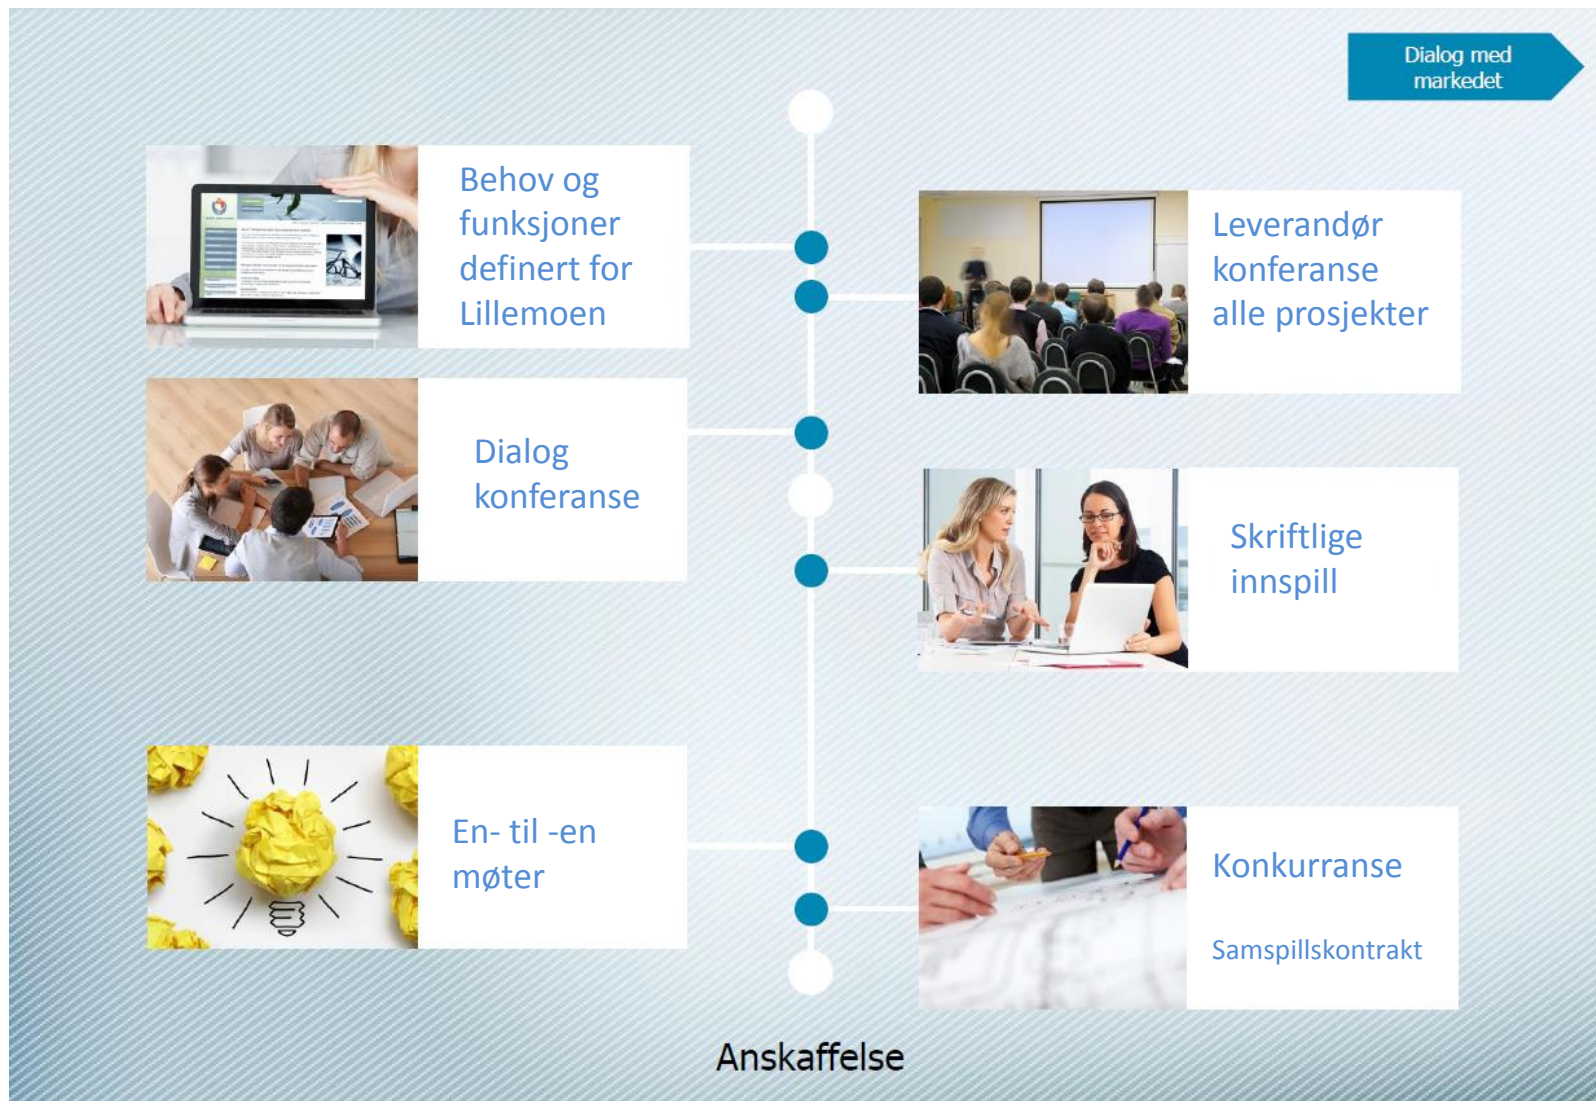 Dialog med
markedet
Behov og
funksjoner
definert for
Lillemoen
Leverandør
konferanse
alle prosjekter
Dialog
konferanse
Skriftlige
innspill
En- til -en
møter
Konkurranse
Samspillskontrakt
Anskaffelse